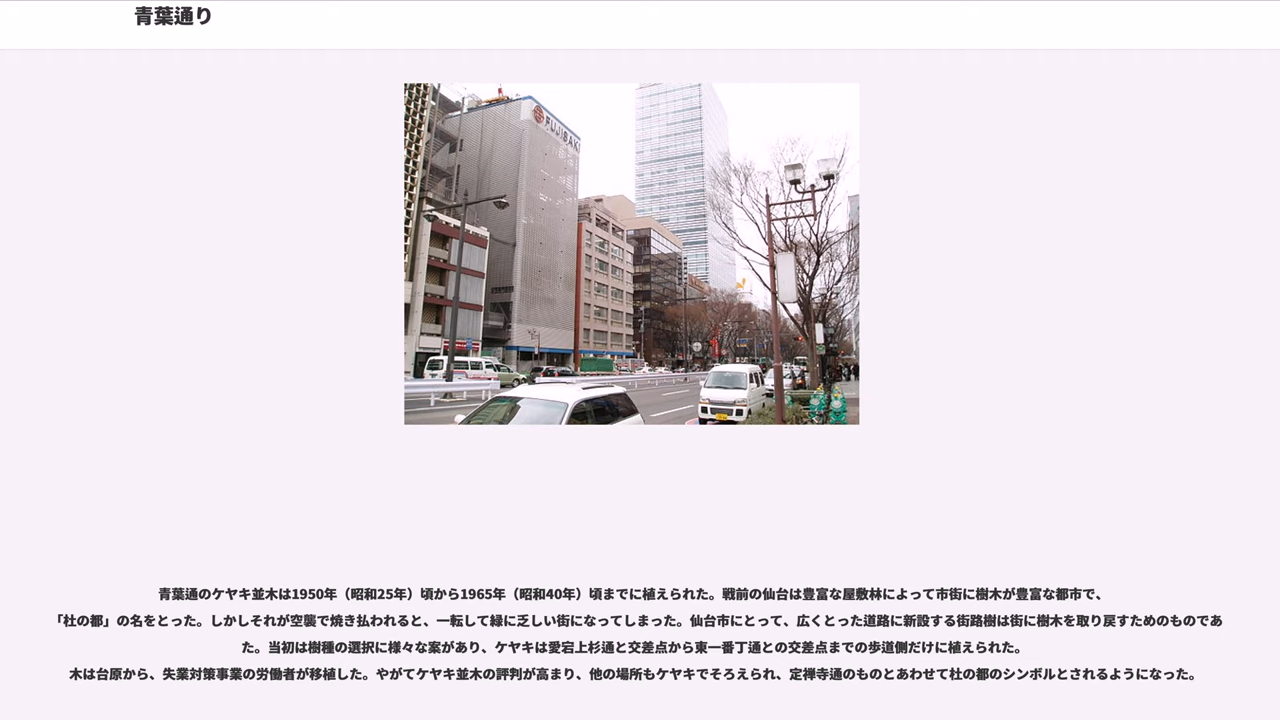 青葉通り
FUJISAKI
青葉通のケヤキ並木は1950年（昭和25年）頃から1965年（昭和40年）頃までに植えられた。戦前の仙台は豊富な屋敷林によって市街に樹木が豊富な都市で、
「杜の都」の名をとった。しかしそれが空襲で焼き払われると、一転して緑に乏しい街になってしまった。仙台市にとって、広くとった道路に新設する街路樹は街に樹木を取り戻すためのものであ
た。当初は樹種の選択に様々な案があり、ケヤキは愛宕上杉通と交差点から東一番丁通との交差点までの歩道側だけに植えられた。
木は台原から、失業対策事業の労働者が移植した。やがてケヤキ並木の評判が高まり、他の場所もケヤキでそろえられ、定禅寺通のものとあわせて杜の都のシンボルとされるようになった。